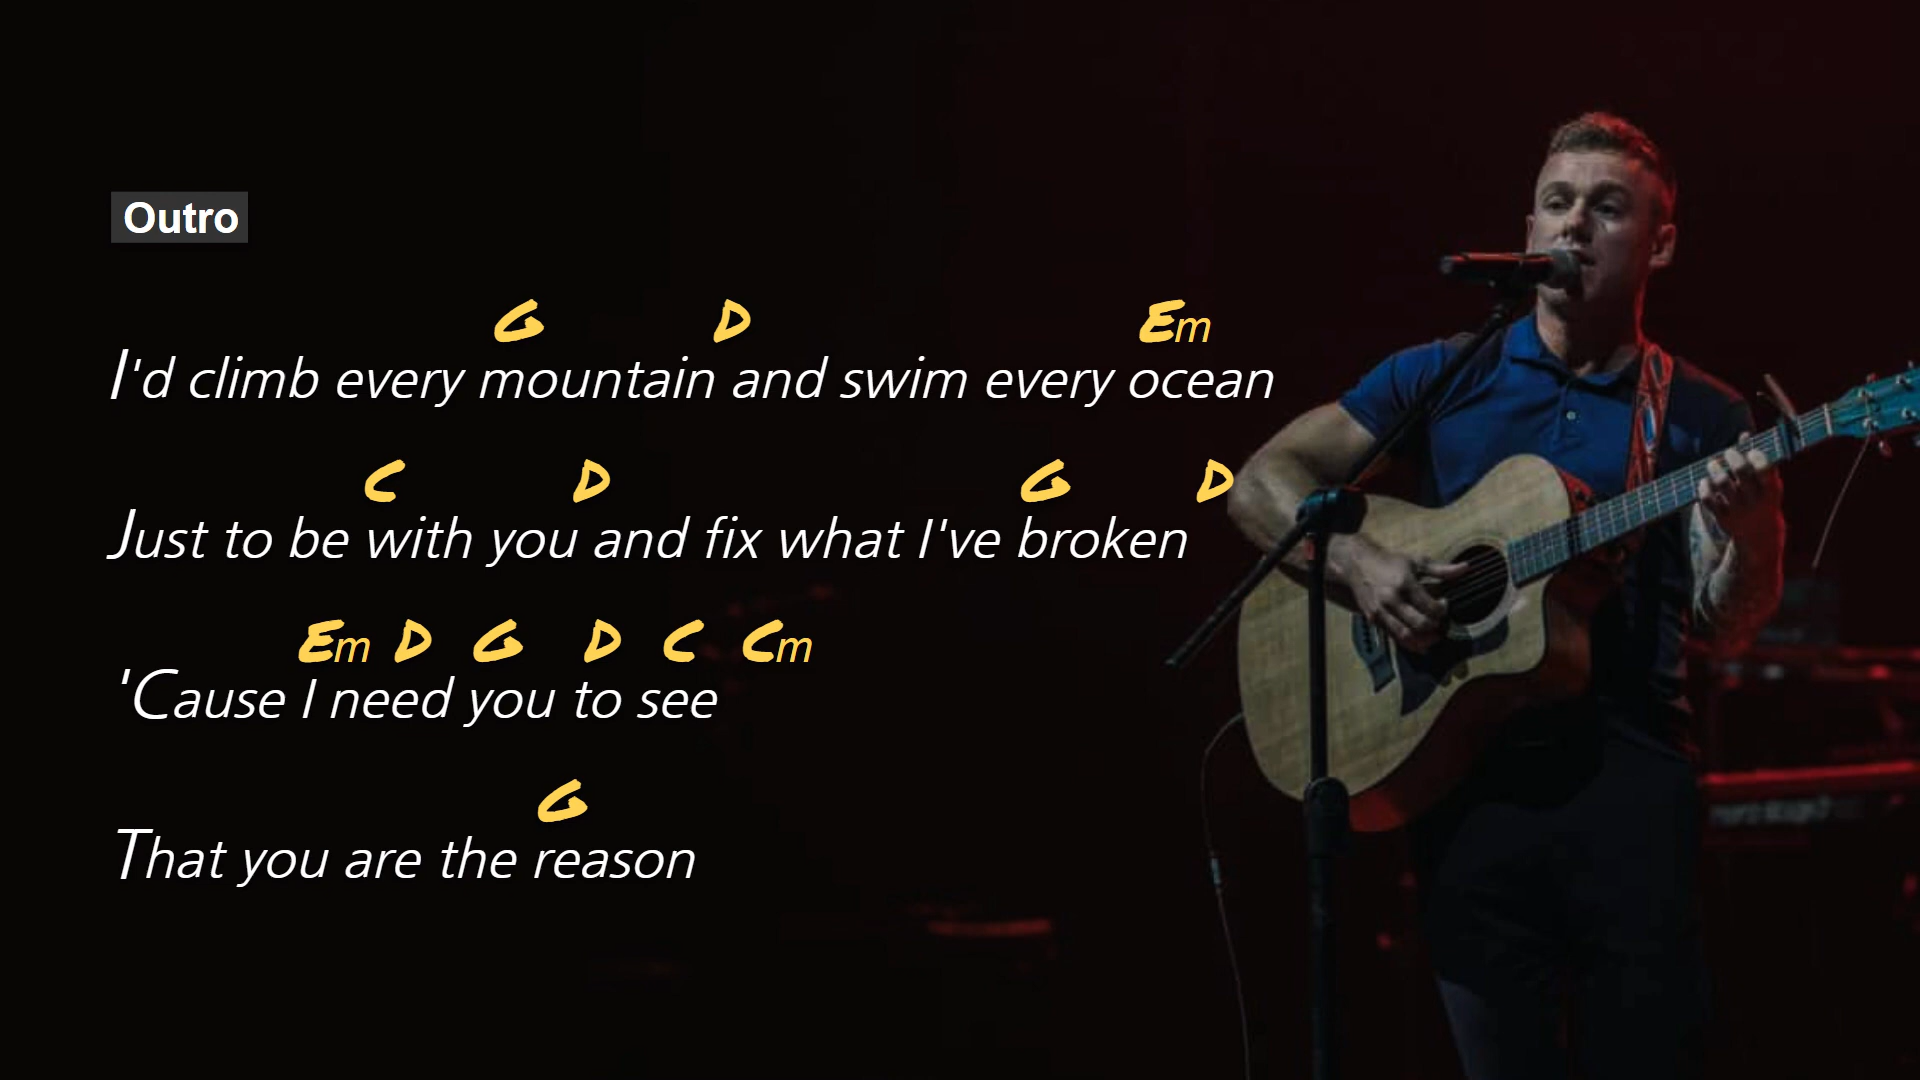 Outro
G D Em
I'd climb every mountain and swim every ocean
C D G D
Just to be with you and fix what I've broken
Em D G D C Cm
'Cause I need you to see
G
That you are the reason